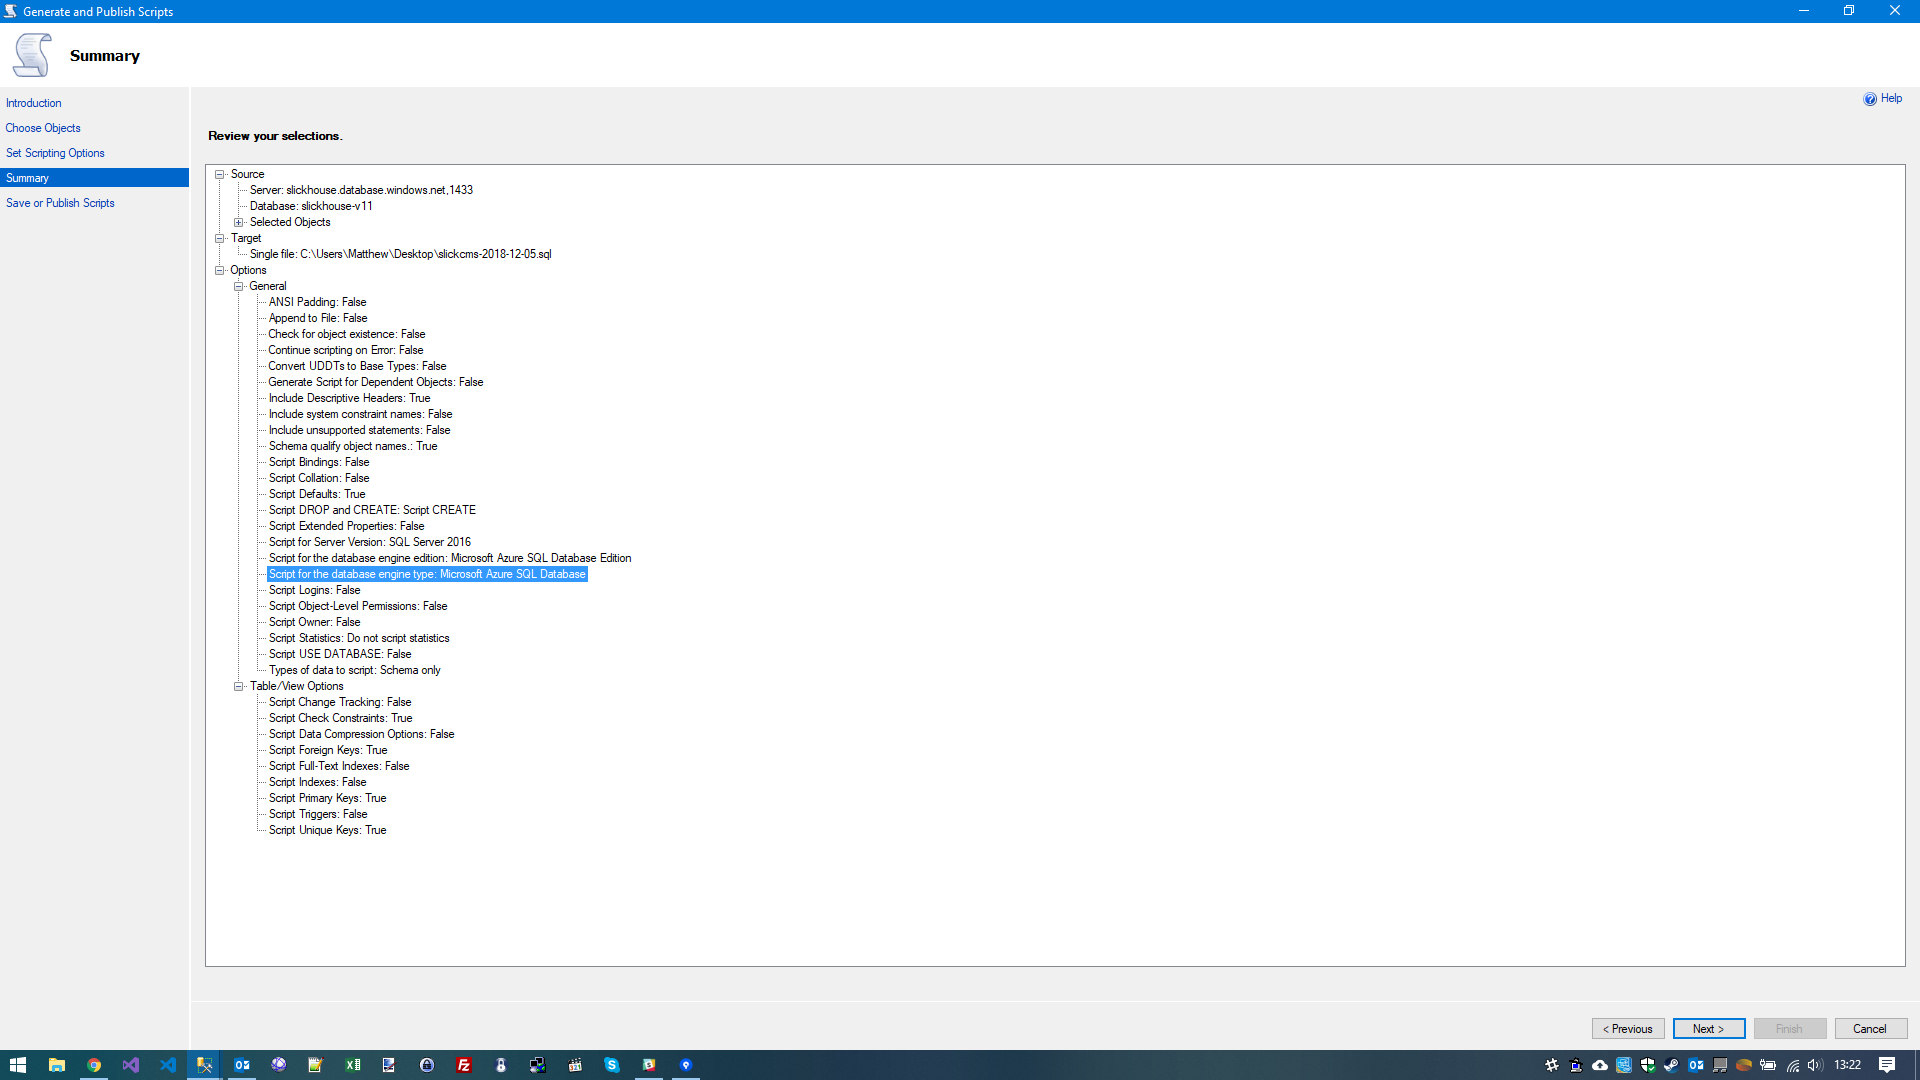 Generate and Publish Scripts
Summary
Help
Introduction
Choose Objects
Set Scripting Options
Summary
Save or Publish Scripts
Review your selections.
Source
Server: slickhouse.database.windows.net,1433
Database: slickhouse-v11
Selected Objects
Target
Single file: C:\Users\Matthew\Desktop\slickcms-2018-12-05.sql
Options
General
ANSI Padding: False
Append to File: False
Check for object existence: False
Continue scripting on Error: False
Convert UDDTs to Base Types: False
Generate Script for Dependent Objects: False
Include Descriptive Headers: True
Include system constraint names: False
Include unsupported statements: False
Schema qualify object names.: True
Script Bindings: False
Script Collation: False
Script Defaults: True
Script DROP and CREATE: Script CREATE
Script Extended Properties: False
Script for Server Version: SQL Server 2016
Script for the database engine edition: Microsoft Azure SQL Database Edition
Script for the database engine type: Microsoft Azure SQL Database
Script Logins: False
Script Object-Level Permissions: False
Script Owner: False
Script Statistics: Do not script statistics
Script USE DATABASE: False
Types of data to script: Schema only
Table/View Options
Script Change Tracking: False
Script Check Constraints: True
Script Data Compression Options: False
Script Foreign Keys: True
Script Full-Text Indexes: False
Script Indexes: False
Script Primary Keys: True
Script Triggers: False
Script Unique Keys: True
< Previous
Next >
Finish
Cancel
13:22